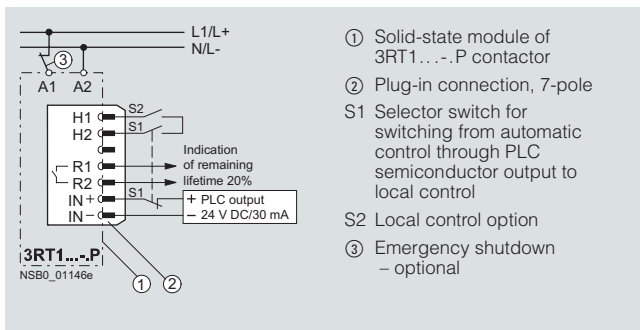 L1/L+
N/L-
③
A1 A2
H1
S2
H2
S1
Indication
R1
of remaining
R2
lifetime 20%
IN+
S1
+ PLC output
IN−
− 24 V DC/30 mA
3RT1...-.P
NSB0_01146e
① ②
① Solid-state module of
3RT1...-.P contactor
② Plug-in connection, 7-pole
S1 Selector switch for
switching from automatic
control through PLC
semiconductor output to
local control
S2 Local control option
③ Emergency shutdown
– optional